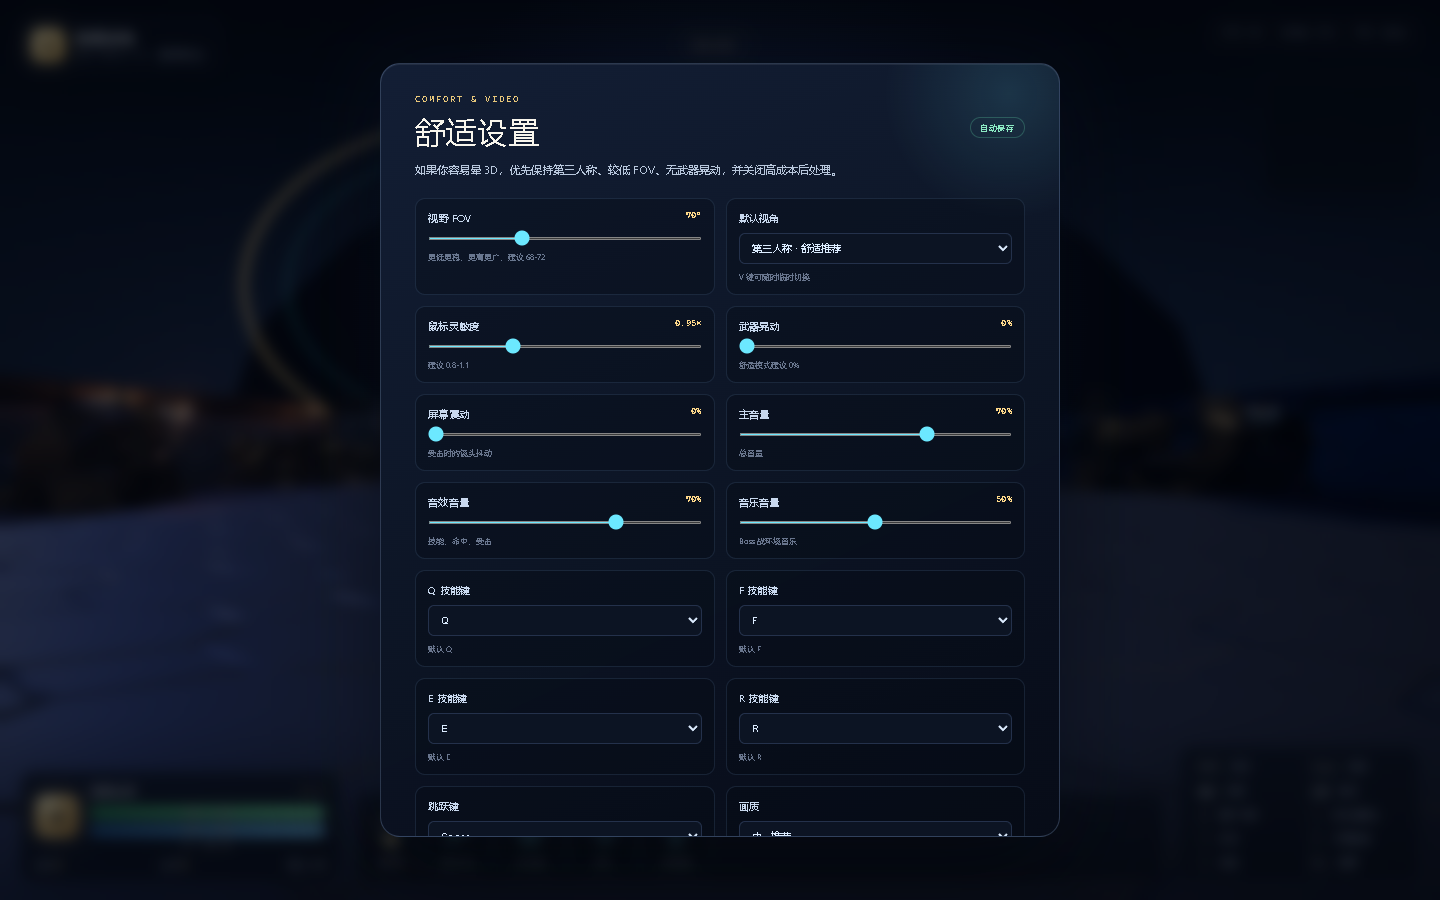 COMFORT & VIDEO
舒适设置
自动保存
如果你容易晕 3D，优先保持第三人称、较低 FOV、无武器晃动，并关闭高成本后处理。
视野 FOV
70°
更低更稳，更高更广，建议 68-72
默认视角
第三人称 · 舒适推荐
V 键可随时临时切换
鼠标灵敏度
0.95×
建议 0.8-1.1
武器晃动
0%
舒适模式建议 0%
屏幕震动
0%
受击时的镜头抖动
主音量
70%
总音量
音效音量
70%
技能、命中、受击
音乐音量
50%
Boss 战环境音乐
Q 技能键
Q
默认 Q
F 技能键
F
默认 F
E 技能键
E
默认 E
R 技能键
R
默认 R
跳跃键
画质